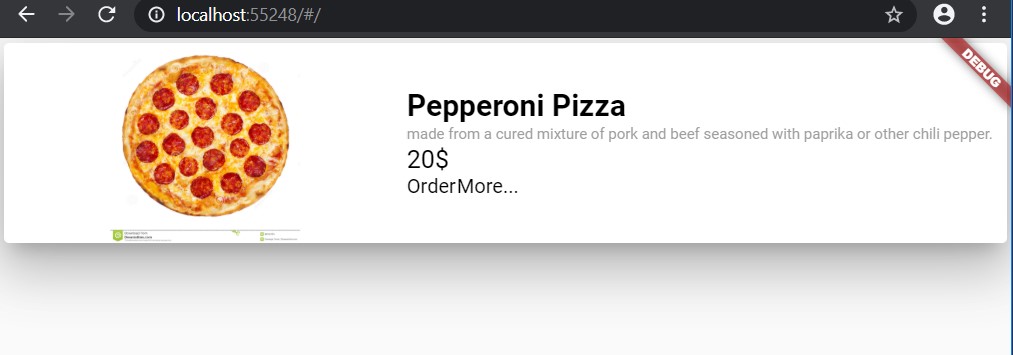 localhost:55248/#/
DEBUG
Pepperoni Pizza
made from a cured mixture of pork and beef seasoned with paprika or other chili pepper.
20$
OrderMore...